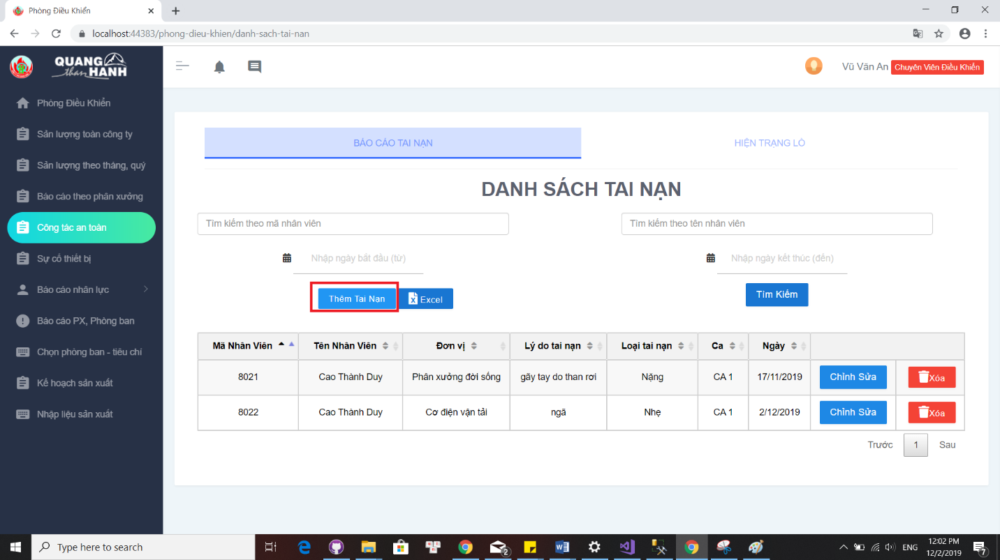 Phòng Điều Khiển
localhost:44383/phong-dieu-khien/danh-sach-tai-nan
QUANG HANH
than
Vũ Văn An Chuyên Viên Điều Khiển
Phòng Điều Khiển
Sản lượng toàn công ty
Sản lượng theo tháng, quý
Báo cáo theo phân xưởng
Công tác an toàn
Sự cố thiết bị
Báo cáo nhân lực
Báo cáo PX, Phòng ban
Chọn phòng ban - tiêu chí
Kế hoạch sản xuất
Nhập liệu sản xuất
BÁO CÁO TAI NẠN
HIỆN TRẠNG LÒ
DANH SÁCH TAI NẠN
Tìm kiếm theo mã nhân viên
Tìm kiếm theo tên nhân viên
Nhập ngày bắt đầu (từ)
Nhập ngày kết thúc (đến)
Thêm Tai Nạn
Excel
Tìm Kiếm
Mã Nhân Viên Tên Nhân Viên Đơn vị Lý do tai nạn Loại tai nạn Ca Ngày
8021 Cao Thành Duy Phân xưởng đời sống gãy tay do than rơi Nặng CA 1 17/11/2019 Chỉnh Sửa Xóa
8022 Cao Thành Duy Cơ điện vận tải ngã Nhẹ CA 1 2/12/2019 Chỉnh Sửa Xóa
Trước 1 Sau
Type here to search
2
ENG
12:02 PM
12/2/2019
7